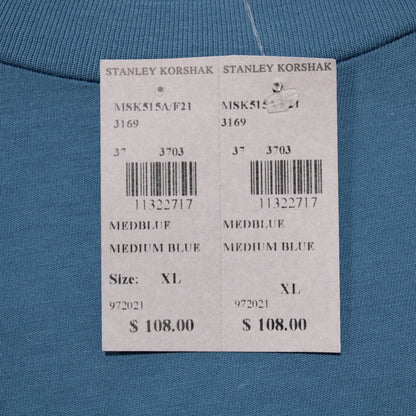 STANLEY KORSHAK
MSK515A/F21
3169
37 3703
11322717
MEDBLUE
MEDIUM BLUE
Size: XL
972021
$ 108.00
STANLEY KORSHAK
3169
37 3703
11322717
MEDBLUE
MEDIUM BLUE
XL
972021
$ 108.00